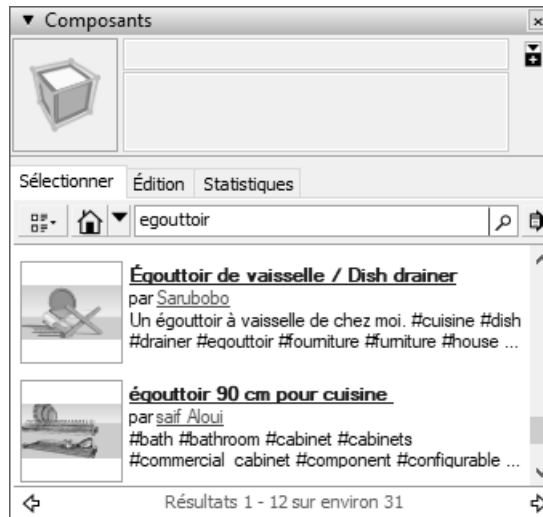 Composants
Sélectionner Édition Statistiques
egouttoir
Égouttoir de vaisselle / Dish drainer
par Sarubobo
Un égouttoir à vaisselle de chez moi. #cuisine #dish
#drainer #egouttoir #fourniture #furniture #house ...
égouttoir 90 cm pour cuisine
par saif Aloui
#bath #bathroom #cabinet #cabinets
#commercial_cabinet #component #configurable ...
Résultats 1 - 12 sur environ 31